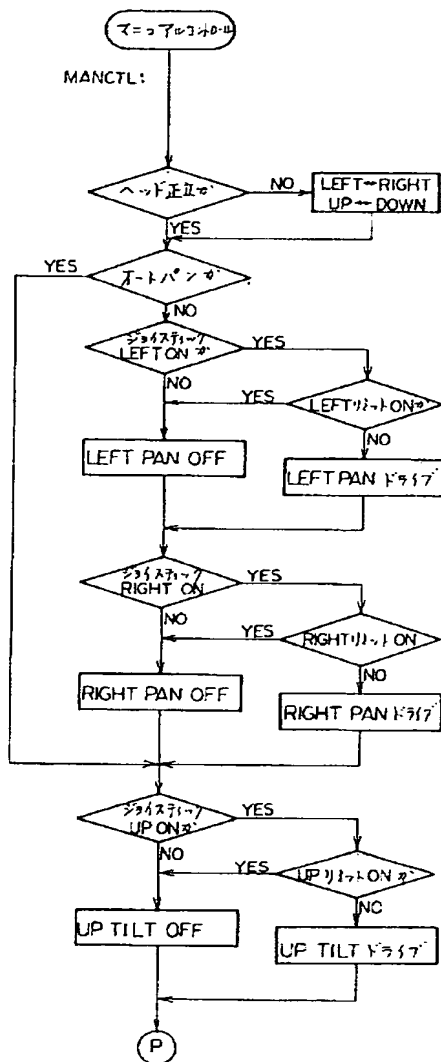 マニュアルコントロール
MANCTL:
ヘッド正立か
NO
LEFT↔RIGHT
UP↔DOWN
YES
YES
オートパンか
NO
ジョイスティック
LEFT ONか
YES
NO
YES
LEFTリミットONか
NO
LEFT PAN OFF
LEFT PAN ドライブ
ジョイスティック
RIGHT ON
YES
NO
YES
RIGHTリミットON
NO
RIGHT PAN OFF
RIGHT PAN ドライブ
ジョイスティック
UP ONか
YES
NO
YES
UPリミットONか
NO
UP TILT OFF
UP TILT ドライブ
P